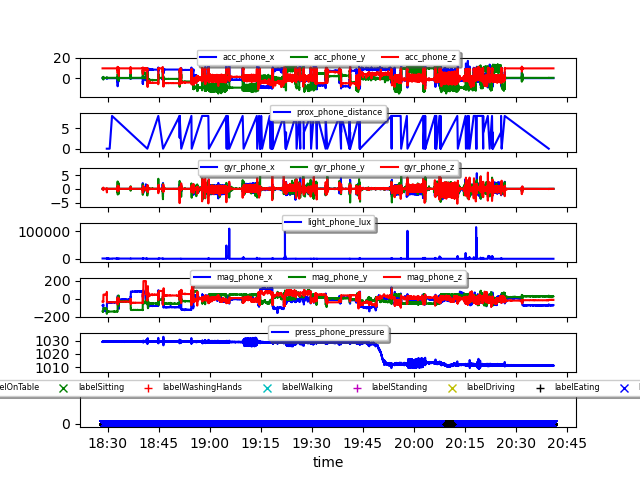 acc_phone_x acc_phone_y acc_phone_z
20
0
prox_phone_distance
5
0
gyr_phone_x gyr_phone_y gyr_phone_z
5
0
−5
light_phone_lux
100000
0
mag_phone_x mag_phone_y mag_phone_z
200
0
−200
press_phone_pressure
1030
1020
1010
elOnTable labelSitting labelWashingHands labelWalking labelStanding labelDriving labelEating
0
18:30 18:45 19:00 19:15 19:30 19:45 20:00 20:15 20:30 20:45
time